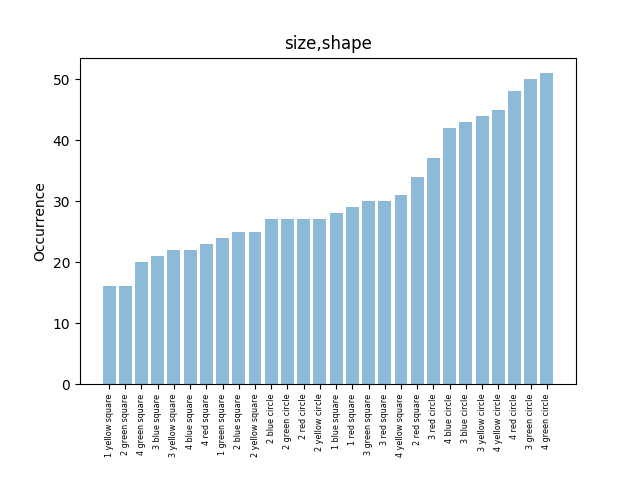 size,shape
50
40
30
20
10
0
Occurrence
1 yellow square
2 green square
4 green square
3 blue square
3 yellow square
4 blue square
4 red square
1 green square
2 blue square
2 yellow square
2 blue circle
2 green circle
2 red circle
2 yellow circle
1 blue square
1 red square
3 green square
3 red square
4 yellow square
2 red square
3 red circle
4 blue circle
3 blue circle
3 yellow circle
4 yellow circle
4 red circle
3 green circle
4 green circle